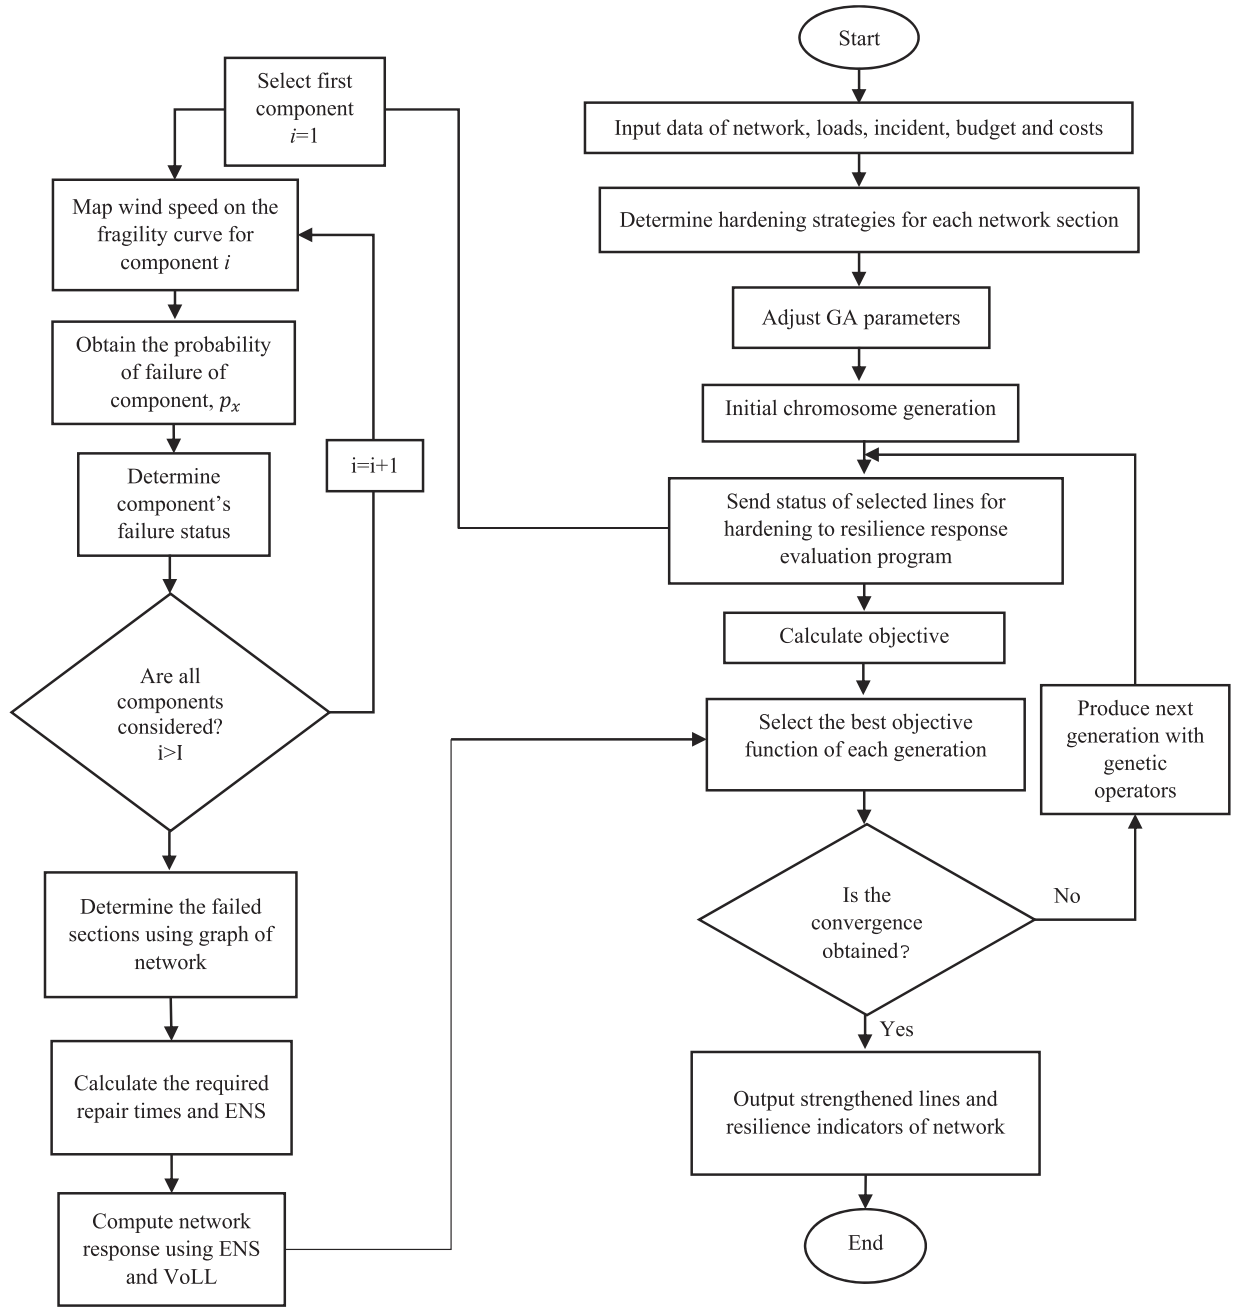 Start
Input data of network, loads, incident, budget and costs
Determine hardening strategies for each network section
Adjust GA parameters
Initial chromosome generation
Send status of selected lines for
hardening to resilience response
evaluation program
Calculate objective
Select the best objective
function of each generation
Produce next
generation with
genetic
operators
Is the
convergence
obtained?
No
Yes
Output strengthened lines and
resilience indicators of network
End
Select first
component
i=1
Map wind speed on the
fragility curve for
component i
Obtain the probability
of failure of
component, pₓ
i=i+1
Determine
component’s
failure status
Are all
components
considered?
i>I
Determine the failed
sections using graph of
network
Calculate the required
repair times and ENS
Compute network
response using ENS
and VoLL